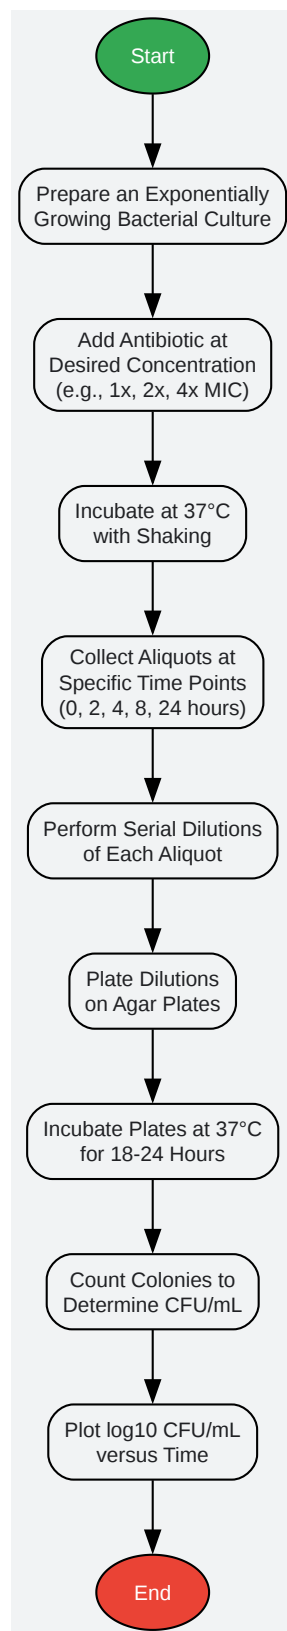 Start
Prepare an Exponentially
Growing Bacterial Culture
Add Antibiotic at
Desired Concentration
(e.g., 1x, 2x, 4x MIC)
Incubate at 37°C
with Shaking
Collect Aliquots at
Specific Time Points
(0, 2, 4, 8, 24 hours)
Perform Serial Dilutions
of Each Aliquot
Plate Dilutions
on Agar Plates
Incubate Plates at 37°C
for 18-24 Hours
Count Colonies to
Determine CFU/mL
Plot log10 CFU/mL
versus Time
End